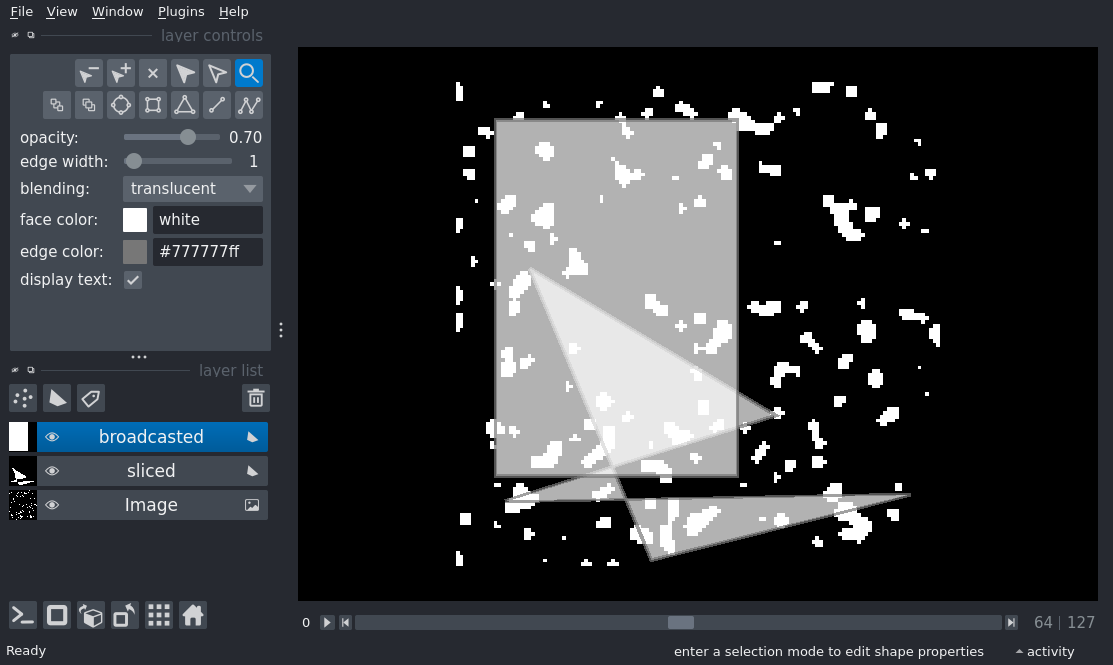 File View Window Plugins Help
layer controls
opacity: 0.70
edge width: 1
blending: translucent
face color: white
edge color: #777777ff
display text:
layer list
broadcasted
sliced
Image
0 64 | 127
Ready enter a selection mode to edit shape properties activity